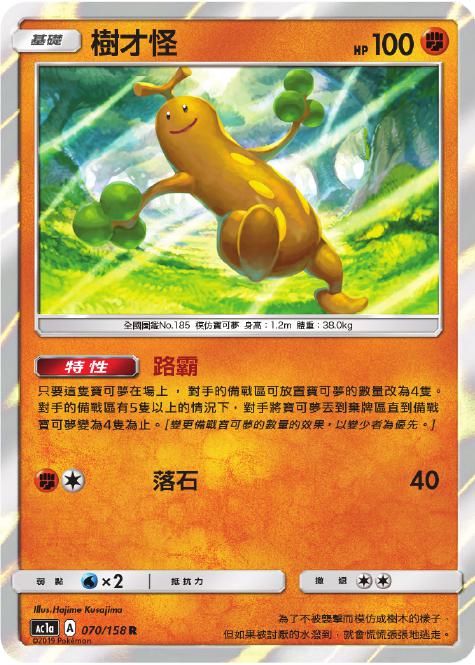 基礎 樹才怪 HP 100
全國圖鑑No.185 模仿寶可夢 身高:1.2m 體重:38.0kg
特性 路霸
只要這隻寶可夢在場上,對手的備戰區可放置寶可夢的數量改為4隻。
對手的備戰區有5隻以上的情況下,對手將寶可夢丟到棄牌區直到備戰
寶可夢變為4隻為止。[變更備戰寶可夢的數量的效果,以變少者為優先。]
落石 40
弱點 ×2 抵抗力 撤退
Illus.Hajime Kusajima
AC1a A 070/158 R
©2019 Pokémon
為了不被襲擊而模仿成樹木的樣子。
但如果被討厭的水潑到,就會慌慌張張地逃走。